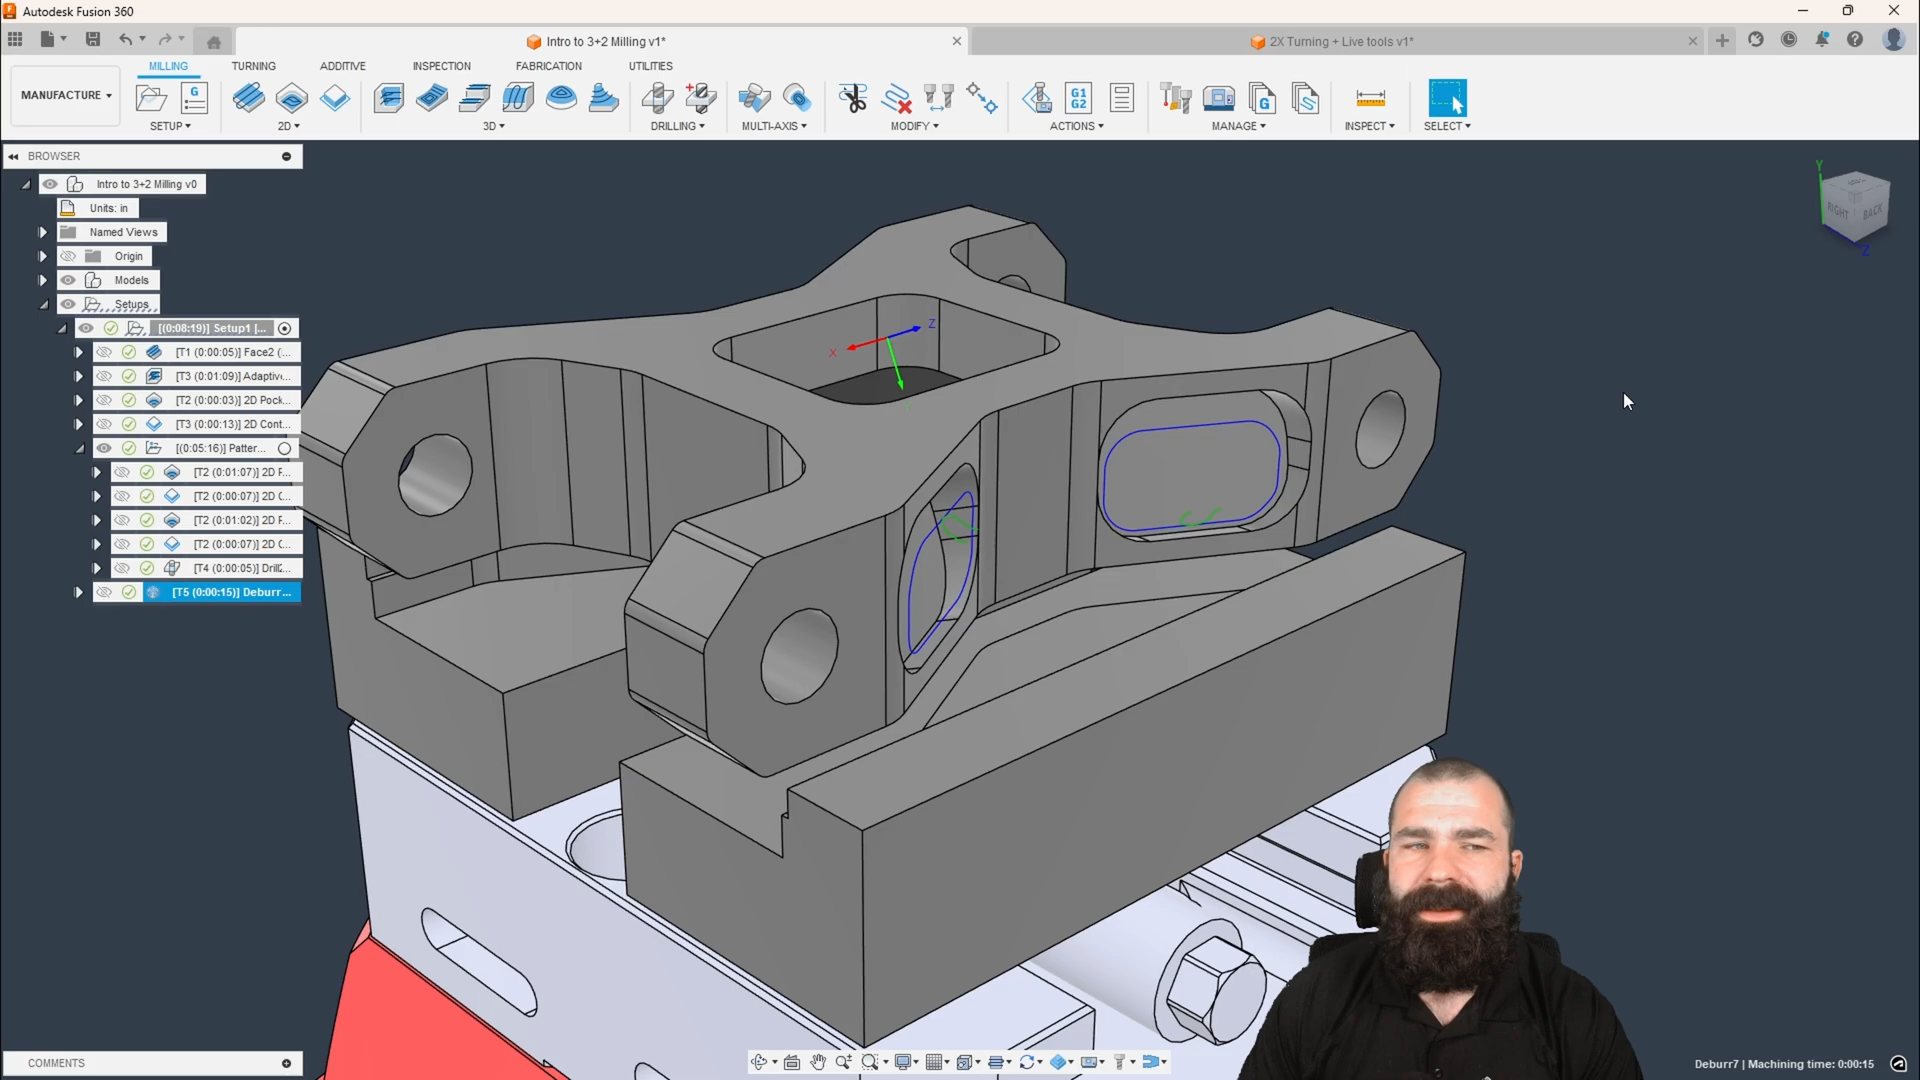 Autodesk Fusion 360
Intro to 3+2 Milling v1*
2X Turning + Live tools v1*
MILLING
TURNING
ADDITIVE
INSPECTION
FABRICATION
UTILITIES
MANUFACTURE
SETUP
2D
3D
DRILLING
MULTI-AXIS
MODIFY
ACTIONS
MANAGE
INSPECT
SELECT
G
G1
G2
G
BROWSER
Intro to 3+2 Milling v0
Units: in
Named Views
Origin
Models
Setups
[(0:08:19)] Setup1 [...
[T1 (0:00:05)] Face2 (...
[T3 (0:01:09)] Adaptiv...
[T2 (0:00:03)] 2D Pock...
[T3 (0:00:13)] 2D Cont...
[(0:05:16)] Patter...
[T2 (0:01:07)] 2D P...
[T2 (0:00:07)] 2D C...
[T2 (0:01:02)] 2D P...
[T2 (0:00:07)] 2D C...
[T4 (0:00:05)] Drill2...
[T5 (0:00:15)] Deburr...
X
Z
Y
RIGHT
BACK
Z
COMMENTS
Deburr7 | Machining time: 0:00:15